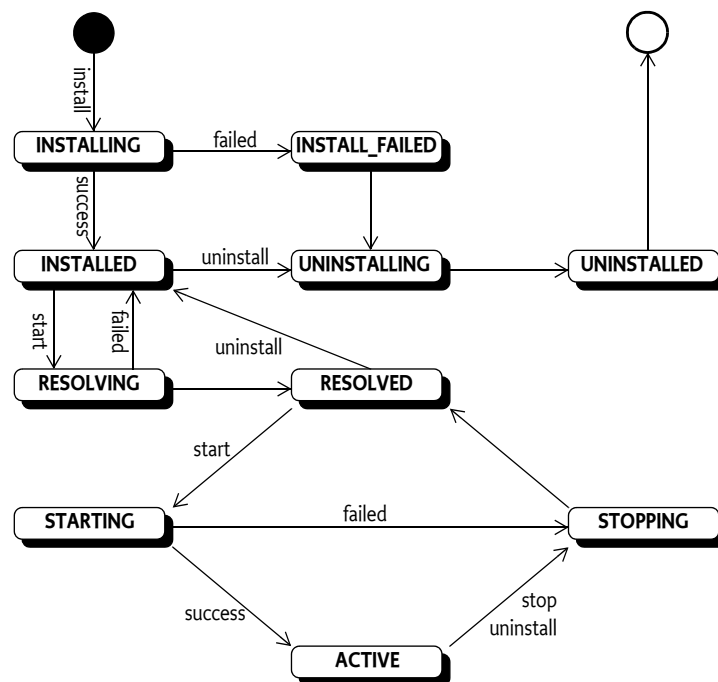 install
INSTALLING
failed
INSTALL_FAILED
success
INSTALLED
uninstall
UNINSTALLING
UNINSTALLED
start
failed
uninstall
RESOLVING
RESOLVED
start
STARTING
failed
STOPPING
success
stop
uninstall
ACTIVE